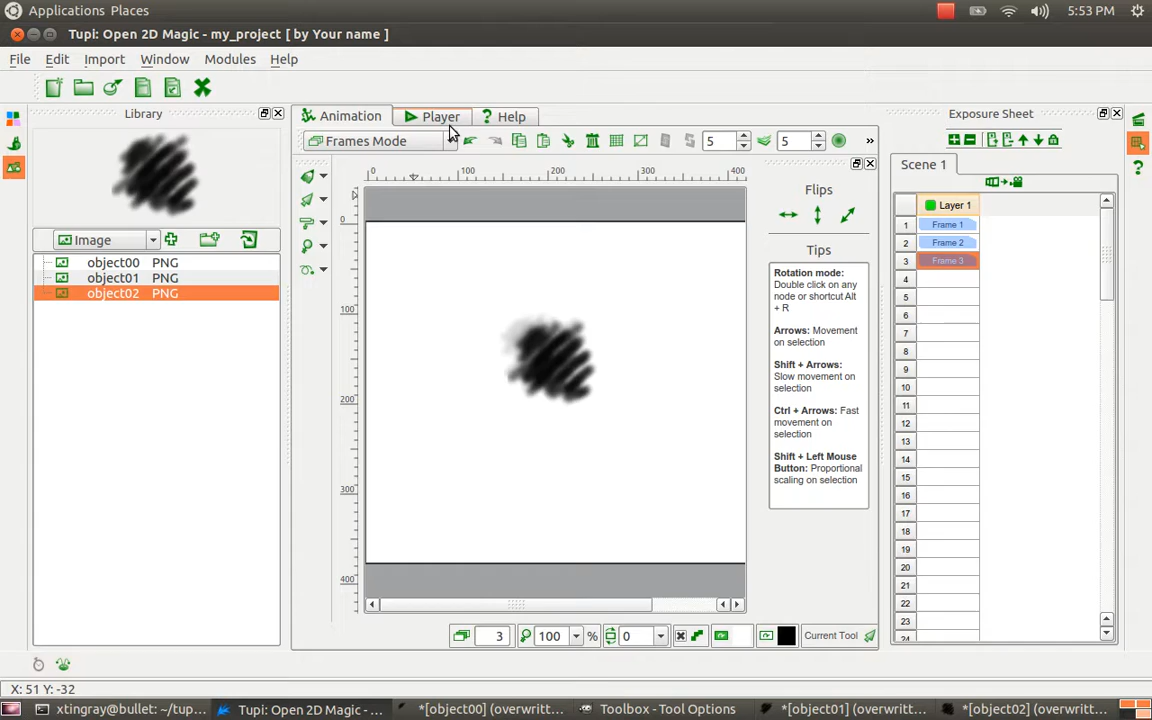 Applications Places
5:53 PM
Tupi: Open 2D Magic - my_project [ by Your name ]
File Edit Import Window Modules Help
Library
Animation Player Help
Exposure Sheet
Frames Mode
5
5
»
Scene 1
Image
object00 PNG
object01 PNG
object02 PNG
0 100 200 300
0
100
200
300
400
Flips
Tips
Rotation mode:
Double click on any
node or shortcut Alt
+ R
Arrows: Movement
on selection
Shift + Arrows:
Slow movement on
selection
Ctrl + Arrows: Fast
movement on
selection
Shift + Left Mouse
Button: Proportional
scaling on selection
Layer 1
1 Frame 1
2 Frame 2
3 Frame 3
4
5
6
7
8
9
10
11
12
13
14
15
16
17
18
19
20
21
22
23
24
3 100 % 0 Current Tool
X: 51 Y: -32
xtingray@bullet: ~/tup...
Tupi: Open 2D Magic - ...
*[object00] (overwritt...
Toolbox - Tool Options
*[object01] (overwrit...
*[object02] (overwrit...